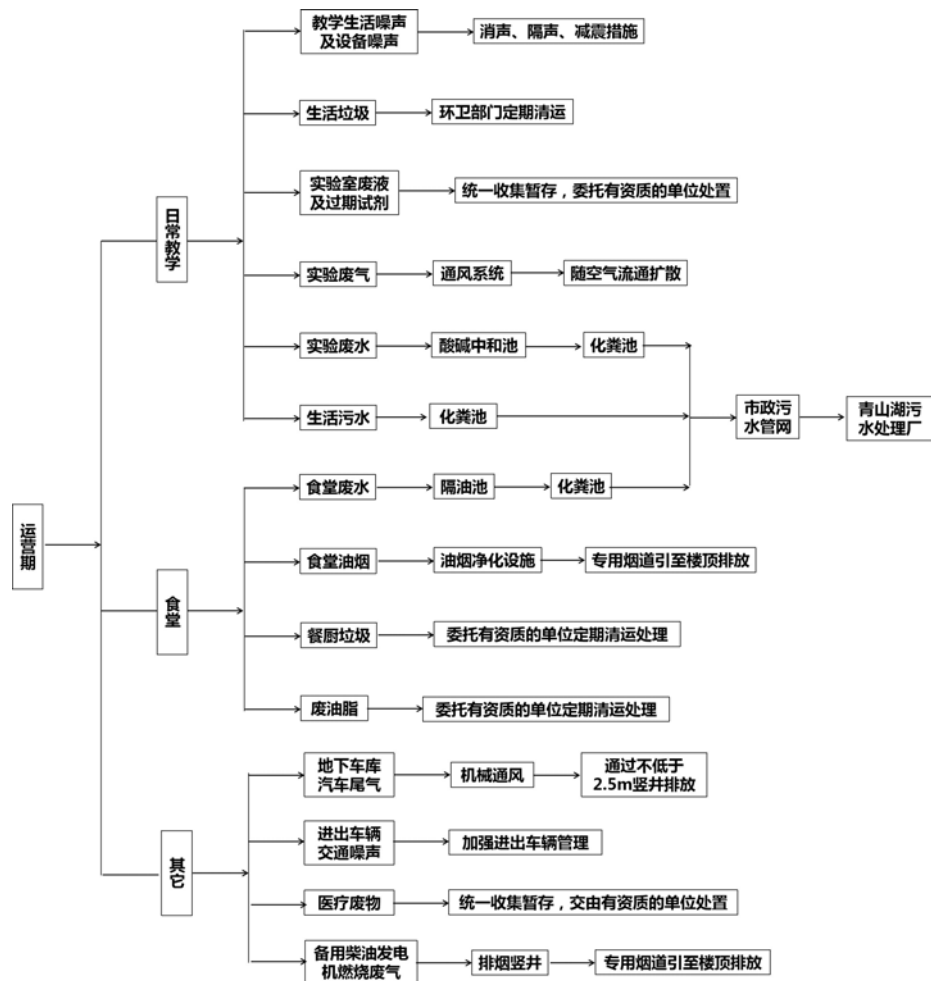 教学生活噪声
及设备噪声
消声、隔声、减震措施
生活垃圾
环卫部门定期清运
实验室废液
及过期试剂
统一收集暂存，委托有资质的单位处置
日常教学
实验废气
通风系统
随空气流通扩散
实验废水
酸碱中和池
化粪池
生活污水
化粪池
市政污
水管网
青山湖污
水处理厂
运营期
食堂废水
隔油池
化粪池
食堂油烟
油烟净化设施
专用烟道引至楼顶排放
食堂
餐厨垃圾
委托有资质的单位定期清运处理
废油脂
委托有资质的单位定期清运处理
地下车库
汽车尾气
机械通风
通过不低于
2.5m竖井排放
进出车辆
交通噪声
加强进出车辆管理
其它
医疗废物
统一收集暂存，交由有资质的单位处置
备用柴油发电
机燃烧废气
排烟竖井
专用烟道引至楼顶排放